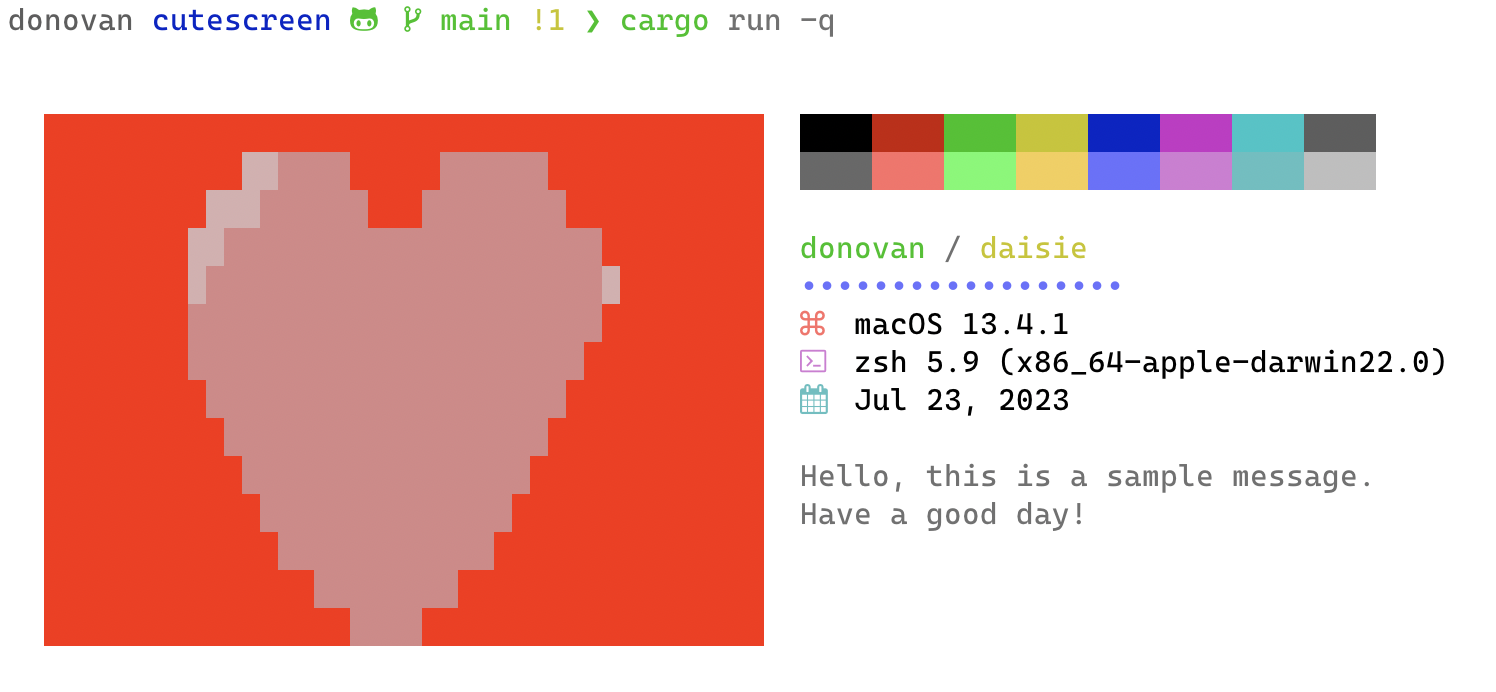 donovan cutescreen main !1 ❯ cargo run -q
donovan / daisie
••••••••••••••••••
⌘ macOS 13.4.1
zsh 5.9 (x86_64-apple-darwin22.0)
Jul 23, 2023
Hello, this is a sample message.
Have a good day!